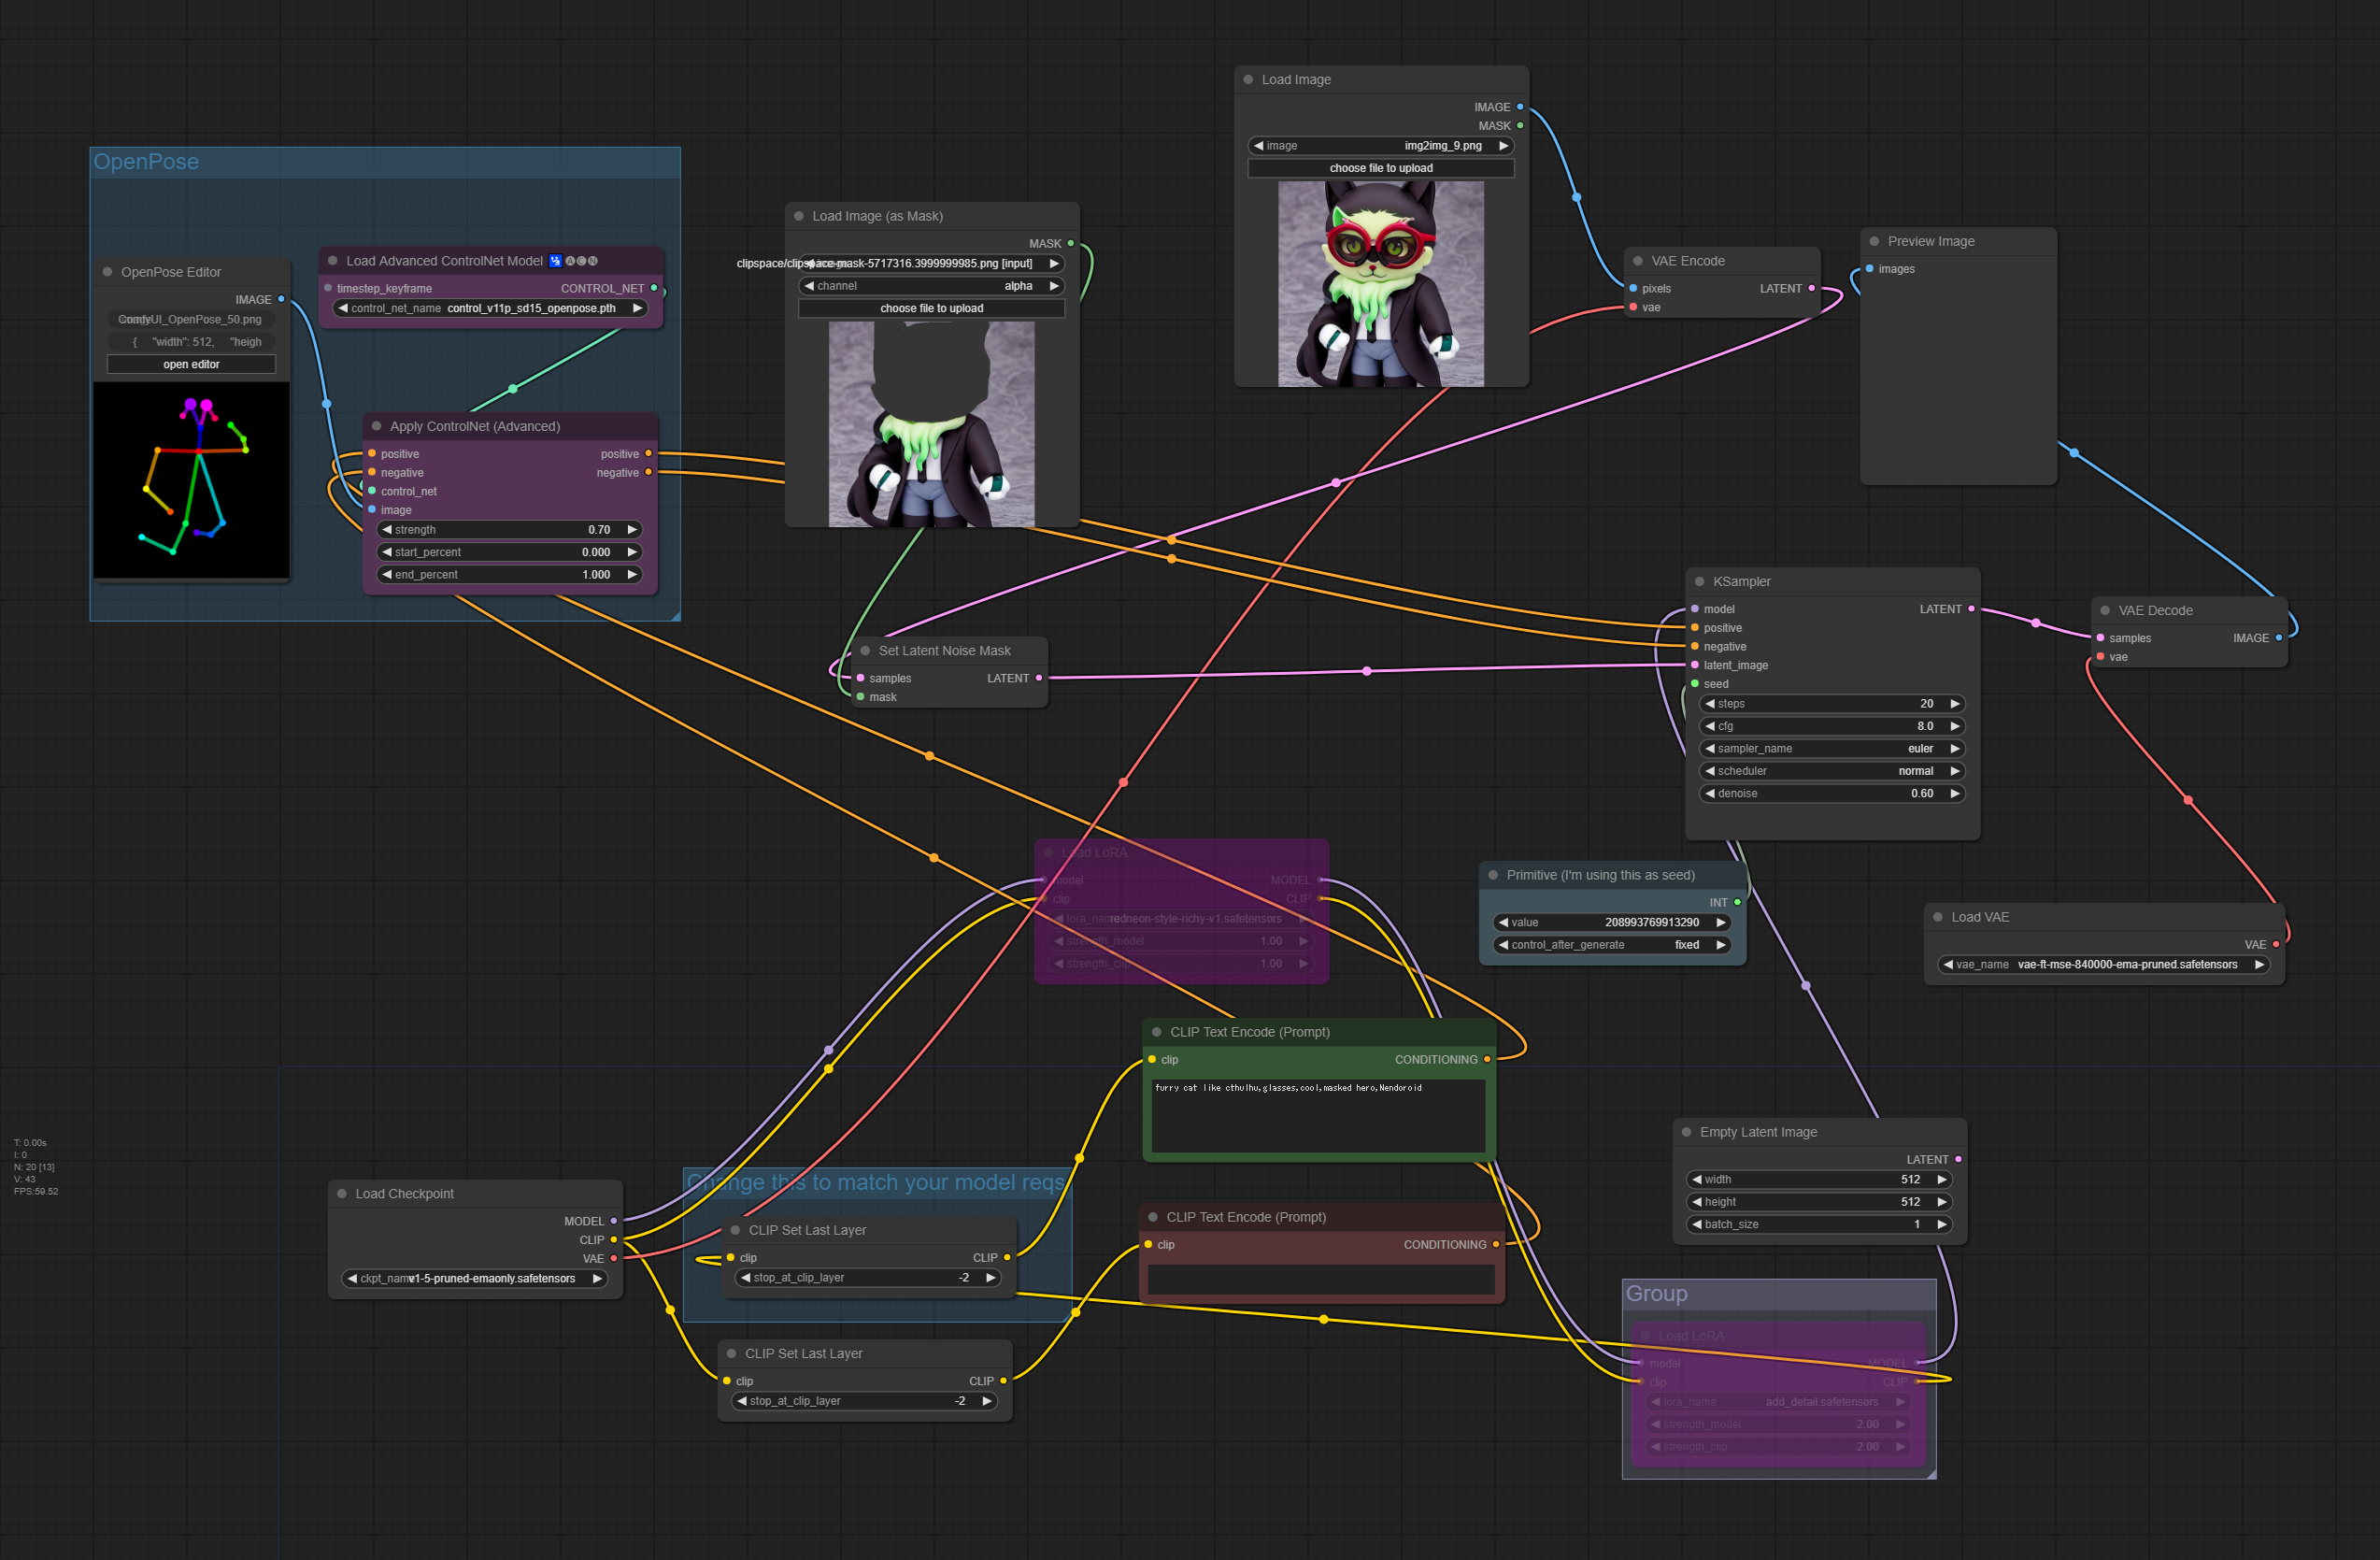 Load Image
IMAGE
MASK
image img2img_9.png
choose file to upload
OpenPose
OpenPose Editor
IMAGE
ComfyUI_OpenPose_50.png
{ "width": 512, "heigh
open editor
Load Advanced ControlNet Model 🛂🅐🅒🅝
timestep_keyframe CONTROL_NET
control_net_name control_v11p_sd15_openpose.pth
Apply ControlNet (Advanced)
positive positive
negative negative
control_net
image
strength 0.70
start_percent 0.000
end_percent 1.000
Load Image (as Mask)
MASK
clipspace/clipspace-mask-5717316.3999999985.png [input]
channel alpha
choose file to upload
VAE Encode
pixels LATENT
vae
Preview Image
images
Set Latent Noise Mask
samples LATENT
mask
KSampler
model LATENT
positive
negative
latent_image
seed
steps 20
cfg 8.0
sampler_name euler
scheduler normal
denoise 0.60
VAE Decode
samples IMAGE
vae
Load LoRA
model MODEL
clip CLIP
lora_name redneon-style-richy-v1.safetensors
strength_model 1.00
strength_clip 1.00
Primitive (I'm using this as seed)
INT
value 208993769913290
control_after_generate fixed
Load VAE
VAE
vae_name vae-ft-mse-840000-ema-pruned.safetensors
CLIP Text Encode (Prompt)
clip CONDITIONING
furry cat like cthulhu,glasses,cool,masked hero,Nendoroid
T: 0.00s
I: 0
N: 20 [13]
V: 43
FPS:59.52
Load Checkpoint
MODEL
CLIP
VAE
ckpt_name v1-5-pruned-emaonly.safetensors
Change this to match your model reqs
CLIP Set Last Layer
clip CLIP
stop_at_clip_layer -2
CLIP Set Last Layer
clip CLIP
stop_at_clip_layer -2
CLIP Text Encode (Prompt)
clip CONDITIONING
Empty Latent Image
LATENT
width 512
height 512
batch_size 1
Group
Load LoRA
model MODEL
clip CLIP
lora_name add_detail.safetensors
strength_model 2.00
strength_clip 2.00